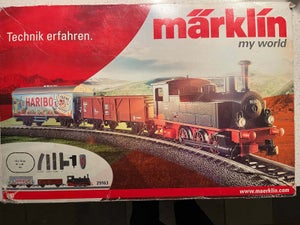 Technik erfahren.
märklin
my world
HARIBO
29163
www.maerklin.com